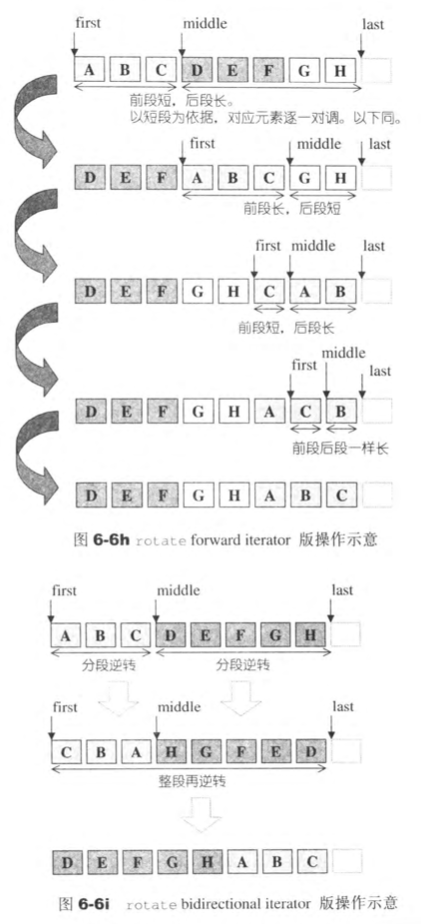 first middle last
A B C D E F G H
前段短，后段长。
以短段为依据，对应元素逐一对调。以下同。
first middle last
D E F A B C G H
前段长，后段短
first middle last
D E F G H C A B
前段短，后段长
first middle last
D E F G H A C B
前段后段一样长
D E F G H A B C
图 6-6h rotate forward iterator 版操作示意
first middle last
A B C D E F G H
分段逆转 分段逆转
first middle last
C B A H G F E D
整段再逆转
D E F G H A B C
图 6-6i rotate bidirectional iterator 版操作示意